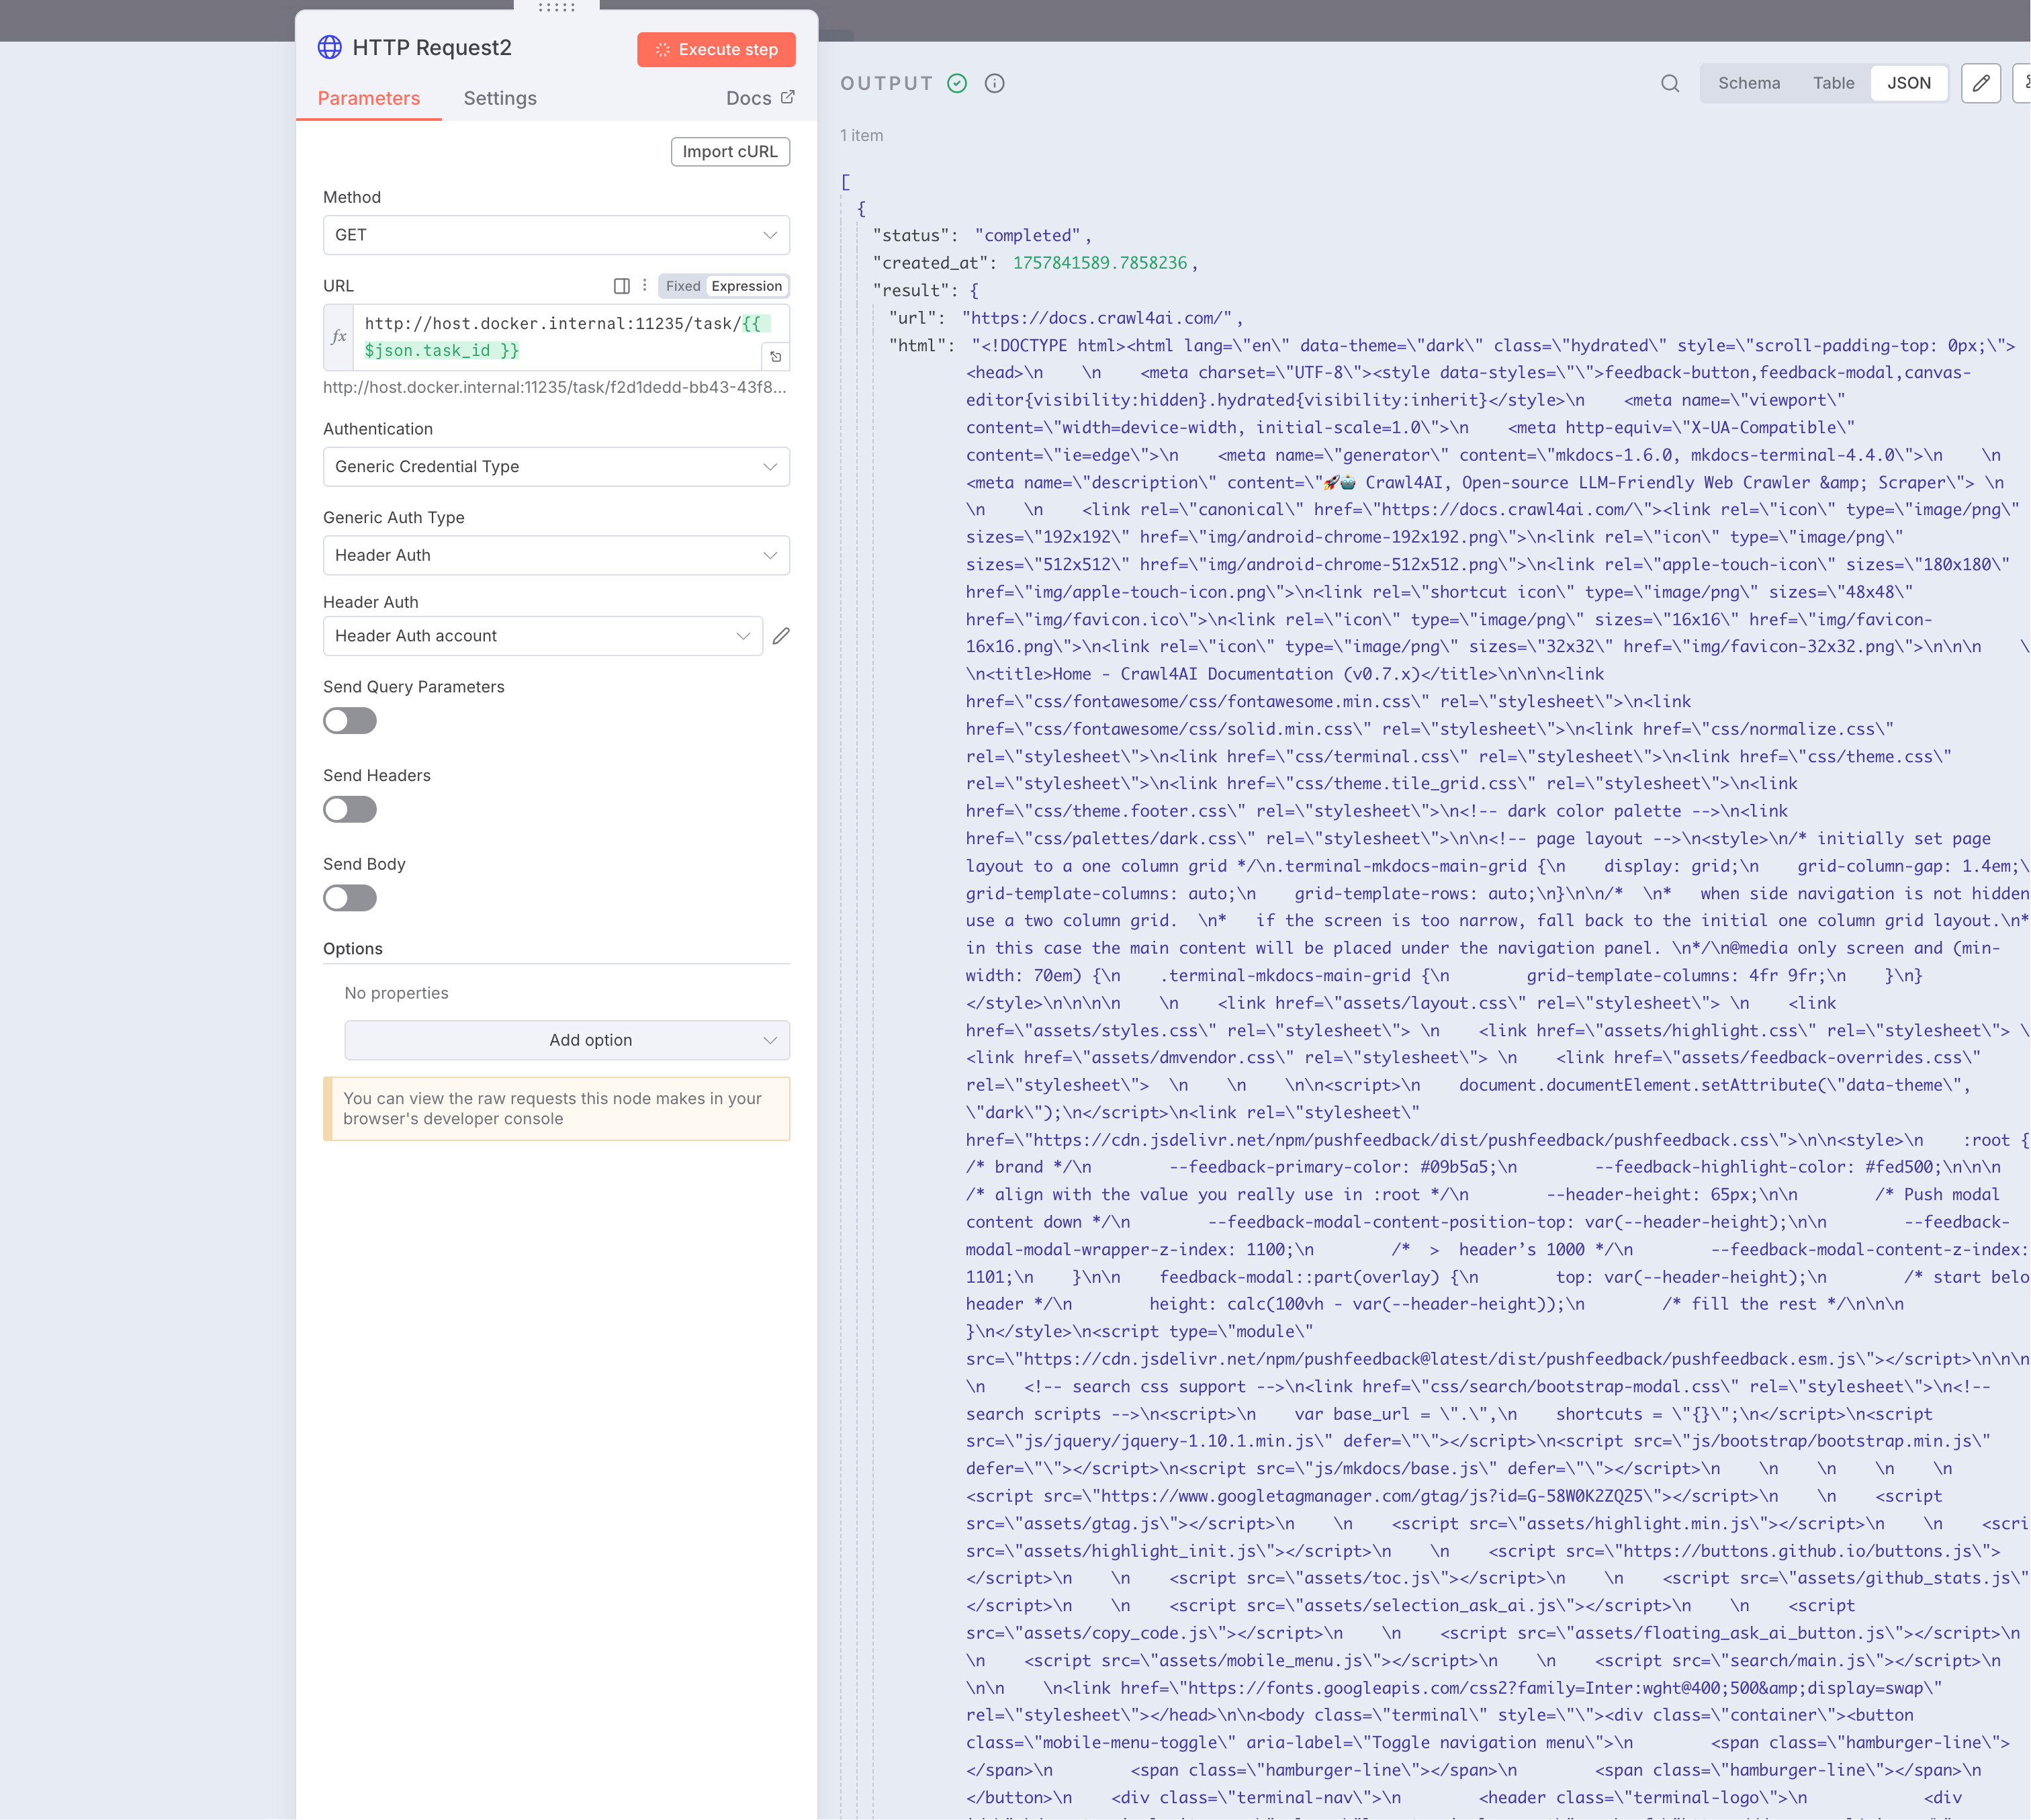 HTTP Request2
Execute step
Parameters
Settings
Docs
Import cURL
Method
GET
URL
Fixed
Expression
fx
http://host.docker.internal:11235/task/{{
$json.task_id }}
http://host.docker.internal:11235/task/f2d1dedd-bb43-43f8...
Authentication
Generic Credential Type
Generic Auth Type
Header Auth
Header Auth
Header Auth account
Send Query Parameters
Send Headers
Send Body
Options
No properties
Add option
You can view the raw requests this node makes in your
browser's developer console
OUTPUT
Schema
Table
JSON
1 item
[
{
"status": "completed",
"created_at": 1757841589.7858236,
"result": {
"url": "https://docs.crawl4ai.com/",
"html": "<!DOCTYPE html><html lang=\"en\" data-theme=\"dark\" class=\"hydrated\" style=\"scroll-padding-top: 0px;\">
<head>\n    \n    <meta charset=\"UTF-8\"><style data-styles=\"\">feedback-button,feedback-modal,canvas-
editor{visibility:hidden}.hydrated{visibility:inherit}</style>\n    <meta name=\"viewport\"
content=\"width=device-width, initial-scale=1.0\">\n    <meta http-equiv=\"X-UA-Compatible\"
content=\"ie=edge\">\n    <meta name=\"generator\" content=\"mkdocs-1.6.0, mkdocs-terminal-4.4.0\">\n    \n
<meta name=\"description\" content=\"🚀🤖 Crawl4AI, Open-source LLM-Friendly Web Crawler &amp; Scraper\"> \n
\n    \n    <link rel=\"canonical\" href=\"https://docs.crawl4ai.com/\"><link rel=\"icon\" type=\"image/png\"
sizes=\"192x192\" href=\"img/android-chrome-192x192.png\">\n<link rel=\"icon\" type=\"image/png\"
sizes=\"512x512\" href=\"img/android-chrome-512x512.png\">\n<link rel=\"apple-touch-icon\" sizes=\"180x180\"
href=\"img/apple-touch-icon.png\">\n<link rel=\"shortcut icon\" type=\"image/png\" sizes=\"48x48\"
href=\"img/favicon.ico\">\n<link rel=\"icon\" type=\"image/png\" sizes=\"16x16\" href=\"img/favicon-
16x16.png\">\n<link rel=\"icon\" type=\"image/png\" sizes=\"32x32\" href=\"img/favicon-32x32.png\">\n\n\n    \
\n<title>Home - Crawl4AI Documentation (v0.7.x)</title>\n\n\n<link
href=\"css/fontawesome/css/fontawesome.min.css\" rel=\"stylesheet\">\n<link
href=\"css/fontawesome/css/solid.min.css\" rel=\"stylesheet\">\n<link href=\"css/normalize.css\"
rel=\"stylesheet\">\n<link href=\"css/terminal.css\" rel=\"stylesheet\">\n<link href=\"css/theme.css\"
rel=\"stylesheet\">\n<link href=\"css/theme.tile_grid.css\" rel=\"stylesheet\">\n<link
href=\"css/theme.footer.css\" rel=\"stylesheet\">\n<!-- dark color palette -->\n<link
href=\"css/palettes/dark.css\" rel=\"stylesheet\">\n\n<!-- page layout -->\n<style>\n/* initially set page
layout to a one column grid */\n.terminal-mkdocs-main-grid {\n    display: grid;\n    grid-column-gap: 1.4em;\
grid-template-columns: auto;\n    grid-template-rows: auto;\n}\n\n/*  \n*   when side navigation is not hidden
use a two column grid.  \n*   if the screen is too narrow, fall back to the initial one column grid layout.\n*
in this case the main content will be placed under the navigation panel. \n*/\n@media only screen and (min-
width: 70em) {\n    .terminal-mkdocs-main-grid {\n        grid-template-columns: 4fr 9fr;\n    }\n}
</style>\n\n\n\n    \n    <link href=\"assets/layout.css\" rel=\"stylesheet\"> \n    <link
href=\"assets/styles.css\" rel=\"stylesheet\"> \n    <link href=\"assets/highlight.css\" rel=\"stylesheet\"> \
<link href=\"assets/dmvendor.css\" rel=\"stylesheet\"> \n    <link href=\"assets/feedback-overrides.css\"
rel=\"stylesheet\">  \n    \n    \n\n<script>\n    document.documentElement.setAttribute(\"data-theme\",
\"dark\");\n</script>\n<link rel=\"stylesheet\"
href=\"https://cdn.jsdelivr.net/npm/pushfeedback/dist/pushfeedback/pushfeedback.css\">\n\n<style>\n    :root {
/* brand */\n        --feedback-primary-color: #09b5a5;\n        --feedback-highlight-color: #fed500;\n\n\n
/* align with the value you really use in :root */\n        --header-height: 65px;\n\n        /* Push modal
content down */\n        --feedback-modal-content-position-top: var(--header-height);\n\n        --feedback-
modal-modal-wrapper-z-index: 1100;\n        /*  >  header’s 1000 */\n        --feedback-modal-content-z-index:
1101;\n    }\n\n    feedback-modal::part(overlay) {\n        top: var(--header-height);\n        /* start belo
header */\n        height: calc(100vh - var(--header-height));\n        /* fill the rest */\n\n\n
}\n</style>\n<script type=\"module\"
src=\"https://cdn.jsdelivr.net/npm/pushfeedback@latest/dist/pushfeedback/pushfeedback.esm.js\"></script>\n\n\n
\n    <!-- search css support -->\n<link href=\"css/search/bootstrap-modal.css\" rel=\"stylesheet\">\n<!--
search scripts -->\n<script>\n    var base_url = \".\",\n    shortcuts = \"{}\";\n</script>\n<script
src=\"js/jquery/jquery-1.10.1.min.js\" defer=\"\"></script>\n<script src=\"js/bootstrap/bootstrap.min.js\"
defer=\"\"></script>\n<script src=\"js/mkdocs/base.js\" defer=\"\"></script>\n    \n    \n    \n    \n
<script src=\"https://www.googletagmanager.com/gtag/js?id=G-58W0K2ZQ25\"></script>\n    \n    <script
src=\"assets/gtag.js\"></script>\n    \n    <script src=\"assets/highlight.min.js\"></script>\n    \n    <scri
src=\"assets/highlight_init.js\"></script>\n    \n    <script src=\"https://buttons.github.io/buttons.js\">
</script>\n    \n    <script src=\"assets/toc.js\"></script>\n    \n    <script src=\"assets/github_stats.js\"
</script>\n    \n    <script src=\"assets/selection_ask_ai.js\"></script>\n    \n    <script
src=\"assets/copy_code.js\"></script>\n    \n    <script src=\"assets/floating_ask_ai_button.js\"></script>\n
\n    <script src=\"assets/mobile_menu.js\"></script>\n    \n    <script src=\"search/main.js\"></script>\n
\n\n    \n<link href=\"https://fonts.googleapis.com/css2?family=Inter:wght@400;500&amp;display=swap\"
rel=\"stylesheet\"></head>\n\n<body class=\"terminal\" style=\"\"><div class=\"container\"><button
class=\"mobile-menu-toggle\" aria-label=\"Toggle navigation menu\">\n        <span class=\"hamburger-line\">
</span>\n        <span class=\"hamburger-line\"></span>\n        <span class=\"hamburger-line\"></span>\n
</button>\n    <div class=\"terminal-nav\">\n        <header class=\"terminal-logo\">\n            <div